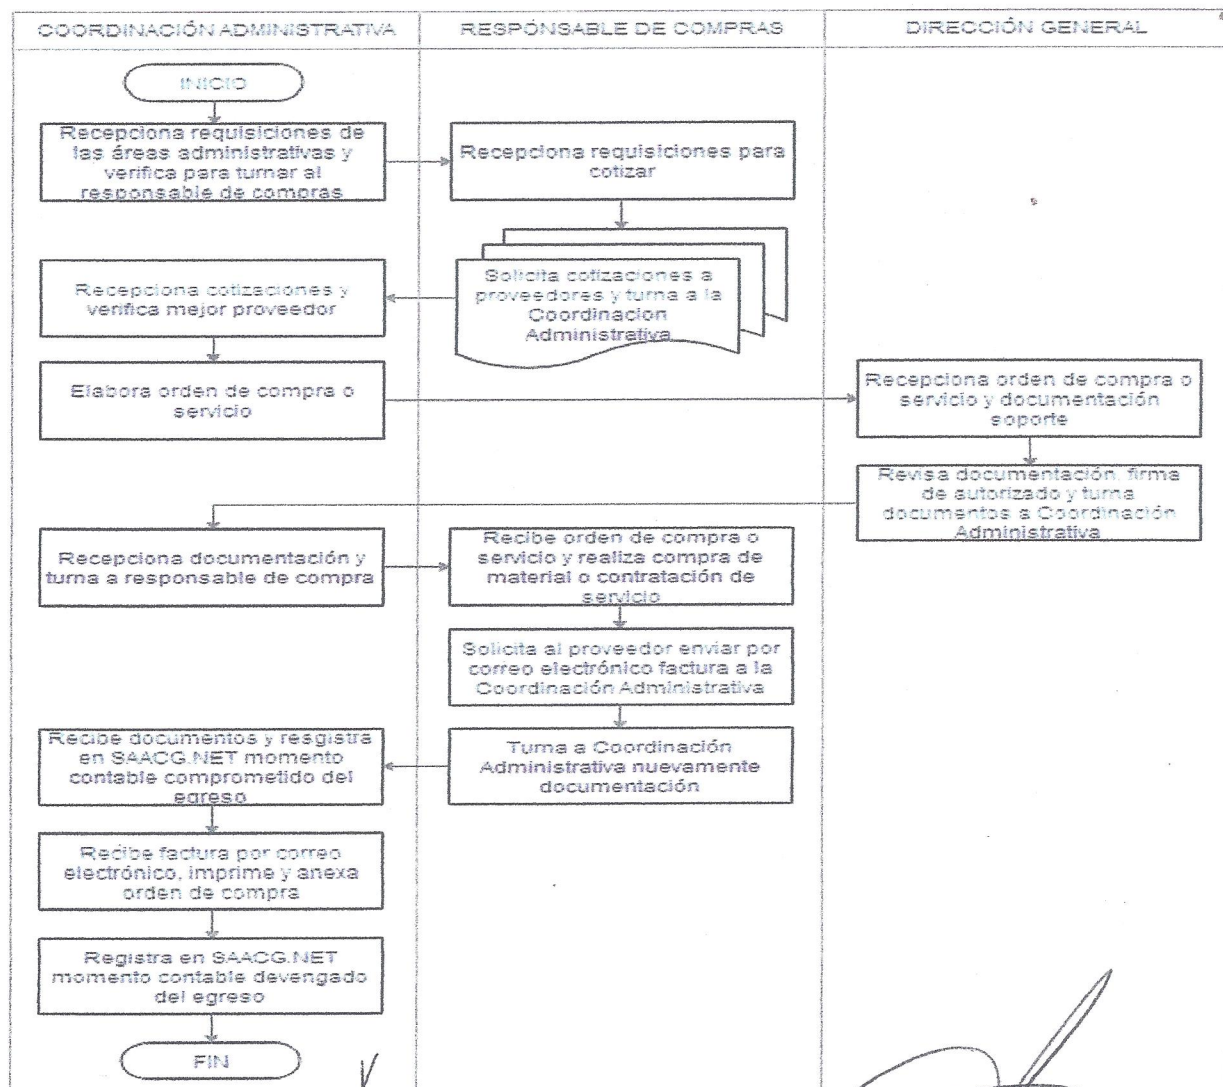 COORDINACIÓN ADMINISTRATIVA
RESPONSABLE DE COMPRAS
DIRECCIÓN GENERAL
INICIO
Recepciona requisiciones de
las áreas administrativas y
verifica para turnar al
responsable de compras
Recepciona requisiciones para
cotizar
Solicita cotizaciones a
proveedores y turna a la
Coordinacion
Administrativa
Recepciona cotizaciones y
verifica mejor proveedor
Elabora orden de compra o
servicio
Recepciona orden de compra o
servicio y documentación
soporte
Revisa documentación, firma
de autorizado y turna
documentos a Coordinación
Administrativa
Recepciona documentación y
turna a responsable de compra
Recibe orden de compra o
servicio y realiza compra de
material o contratación de
servicio
Solicita al proveedor enviar por
correo electrónico factura a la
Coordinación Administrativa
Turna a Coordinación
Administrativa nuevamente
documentación
Recibe documentos y resgistra
en SAACG.NET momento
contable comprometido del
egreso
Recibe factura por correo
electrónico, imprime y anexa
orden de compra
Registra en SAACG.NET
momento contable devengado
del egreso
FIN